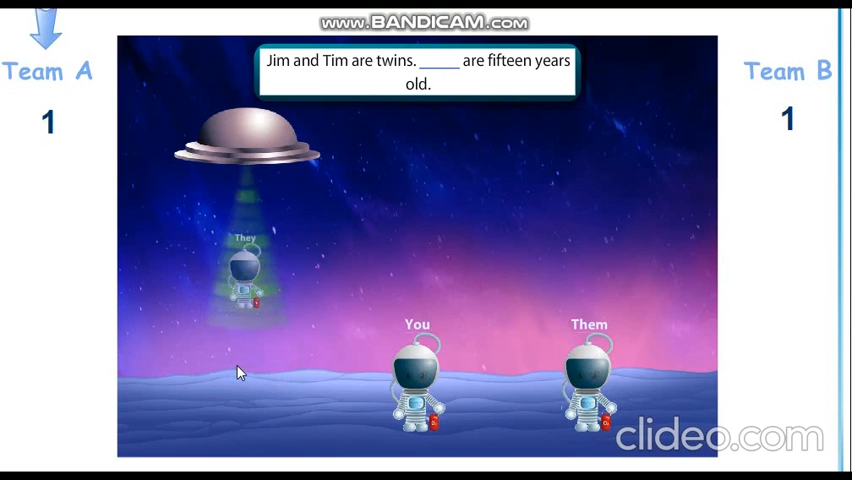 www.BANDICAM.com
Jim and Tim are twins. _____ are fifteen years
old.
Team A
1
Team B
1
They
You
Them
clideo.com